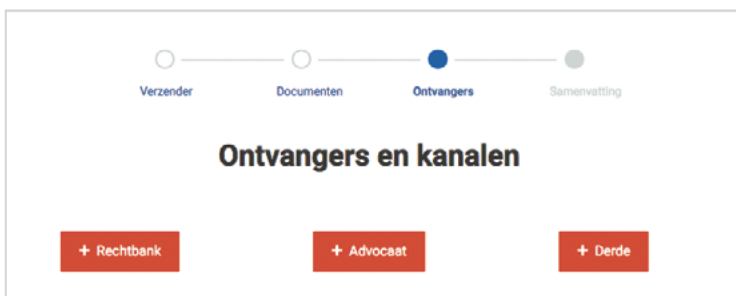 Verzender Documenten Ontvangers Samenvatting
Ontvangers en kanalen
+ Rechtbank + Advocaat + Derde